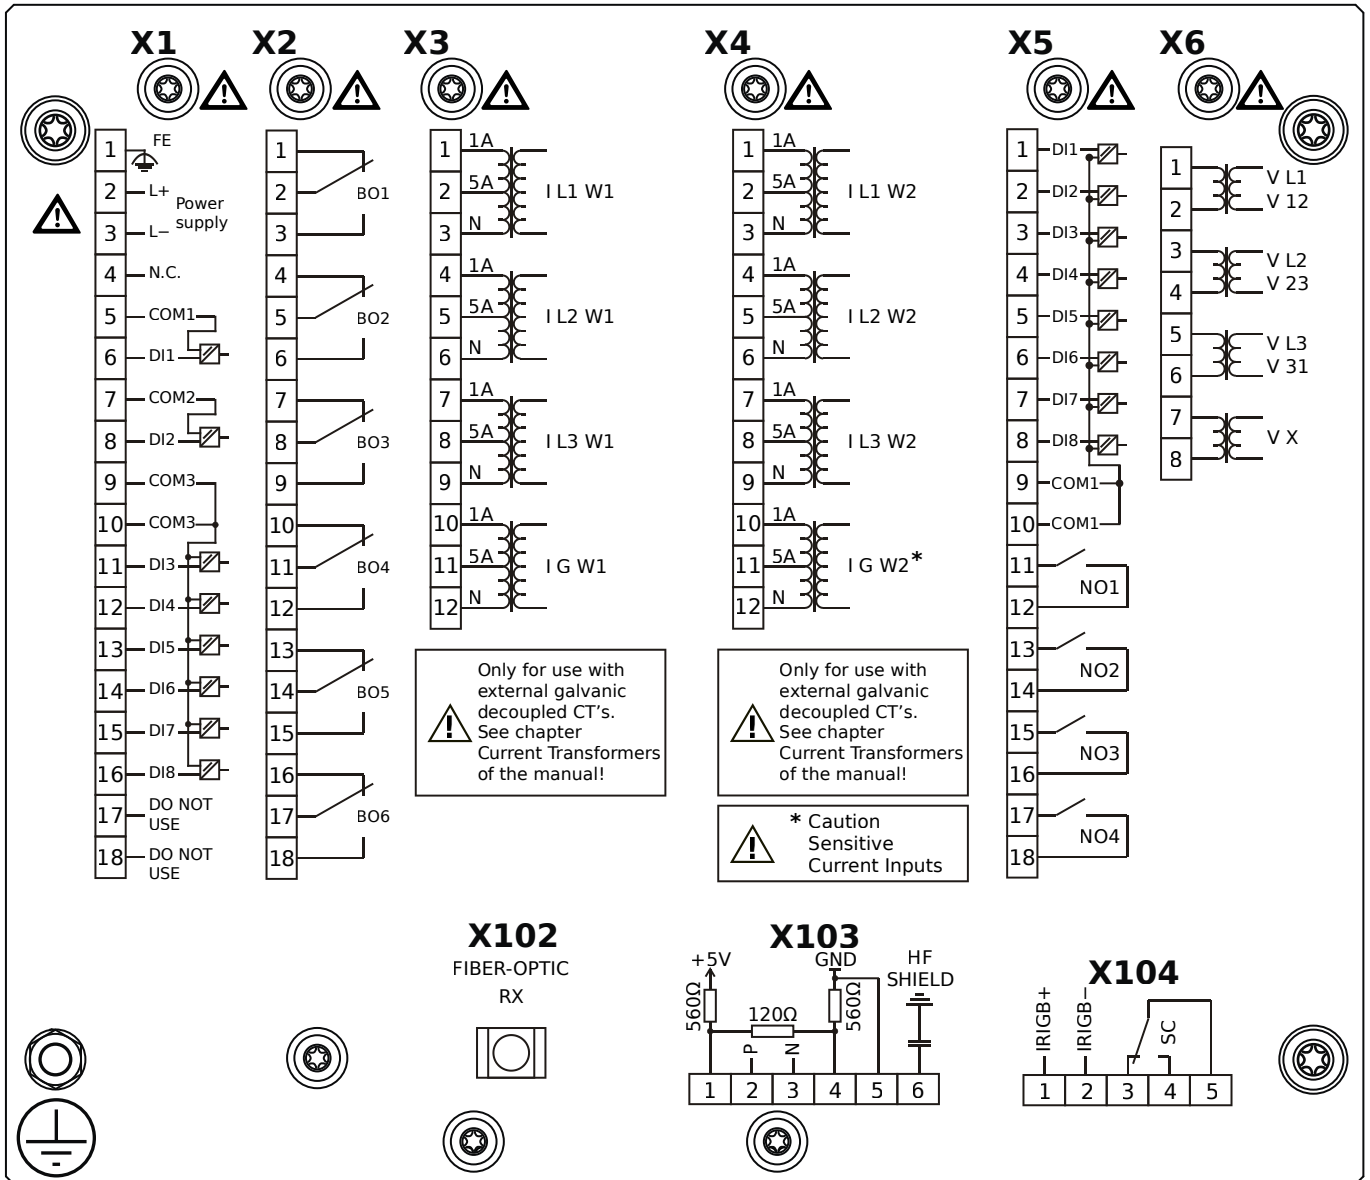 X1
X2
X3
X4
X5
X6
1
FE
2
L+
Power
supply
3
L−
4
N.C.
5
COM1
6
DI1
7
COM2
8
DI2
9
COM3
10
COM3
11
DI3
12
DI4
13
DI5
14
DI6
15
DI7
16
DI8
17
DO NOT
USE
18
DO NOT
USE
1
2
BO1
3
4
5
BO2
6
7
8
BO3
9
10
11
BO4
12
13
14
BO5
15
16
17
BO6
18
1
1A
2
5A
I L1 W1
3
N
4
1A
5
5A
I L2 W1
6
N
7
1A
8
5A
I L3 W1
9
N
10
1A
11
5A
I G W1
12
N
Only for use with
external galvanic
decoupled CT's.
See chapter
Current Transformers
of the manual!
1
1A
2
5A
I L1 W2
3
N
4
1A
5
5A
I L2 W2
6
N
7
1A
8
5A
I L3 W2
9
N
10
1A
11
5A
I G W2*
12
N
Only for use with
external galvanic
decoupled CT's.
See chapter
Current Transformers
of the manual!
* Caution
Sensitive
Current Inputs
1
DI1
2
DI2
3
DI3
4
DI4
5
DI5
6
DI6
7
DI7
8
DI8
9
COM1
10
COM1
11
NO1
12
13
NO2
14
15
NO3
16
17
NO4
18
1
V L1
V 12
2
3
V L2
V 23
4
5
V L3
V 31
6
7
V X
8
X102
FIBER-OPTIC
RX
X103
+5V
GND
HF
SHIELD
560Ω
120Ω
560Ω
P
N
1 2 3 4 5 6
X104
IRIGB+
IRIGB−
SC
1 2 3 4 5